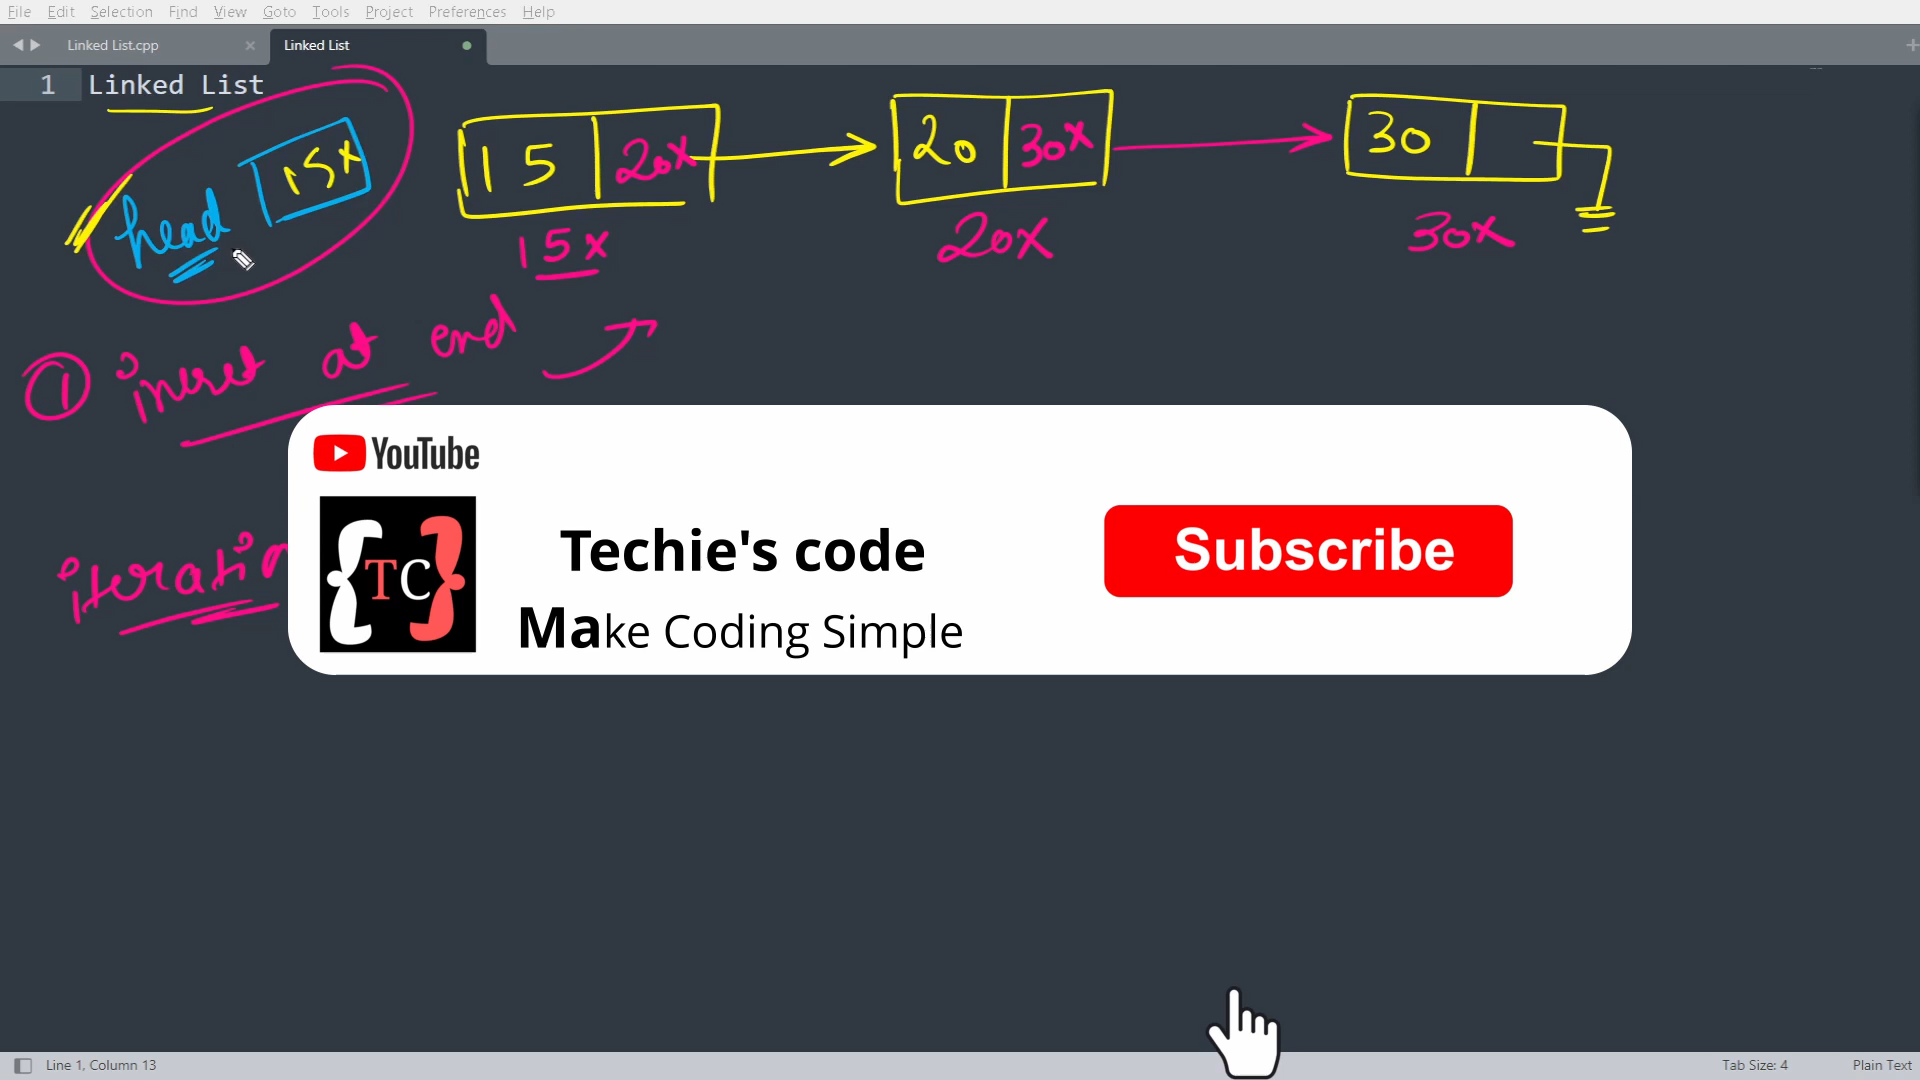 File Edit Selection Find View Goto Tools Project Preferences Help
Linked List.cpp Linked List
1 Linked List
head 15x
15 20x 20 30x 30
15x 20x 30x
1 insret at end
YouTube
TC
Techie's code
Subscribe
Make Coding Simple
iteration
Line 1, Column 13 Tab Size: 4 Plain Text